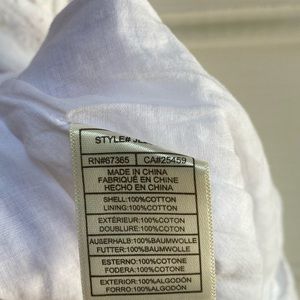 STYLE#
RN#67365 CA#25459
MADE IN CHINA
FABRIQUÉ EN CHINE
HECHO EN CHINA
SHELL:100%COTTON
LINING:100%COTTON
EXTÉRIEUR:100%COTON
DOUBLURE:100%COTON
AUßERHALB:100%BAUMWOLLE
FUTTER:100%BAUMWOLLE
ESTERNO:100%COTONE
FODERA:100%COTONE
EXTERIOR:100%ALGODÓN
FORRO:100%ALGODÓN